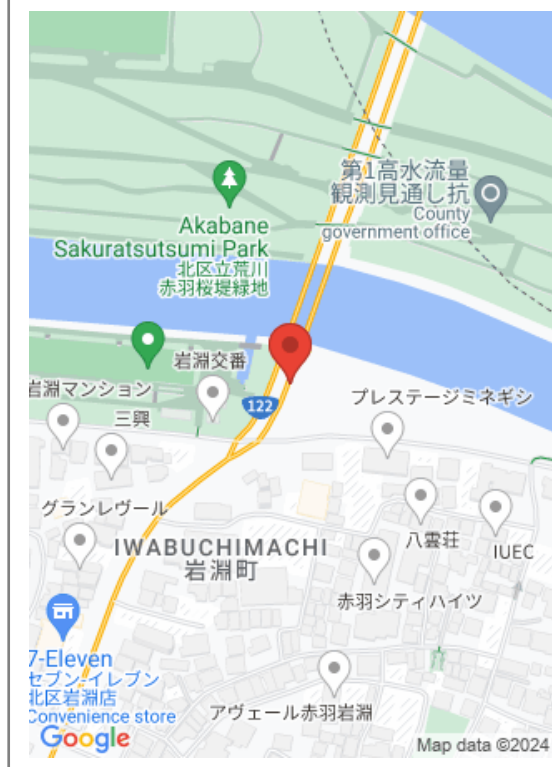 第1高水流量
観測見通し杭
County
government office
Akabane
Sakuratsutsumi Park
北区立荒川
赤羽桜堤緑地
岩淵交番
岩淵マンション
122
プレステージミネギシ
三興
グランレヴール
八雲荘
IUEC
IWABUCHIMACHI
岩淵町
赤羽シティハイツ
7-Eleven
セブン-イレブン
北区岩淵店
Convenience store
アヴェール赤羽岩淵
Google
Map data ©2024